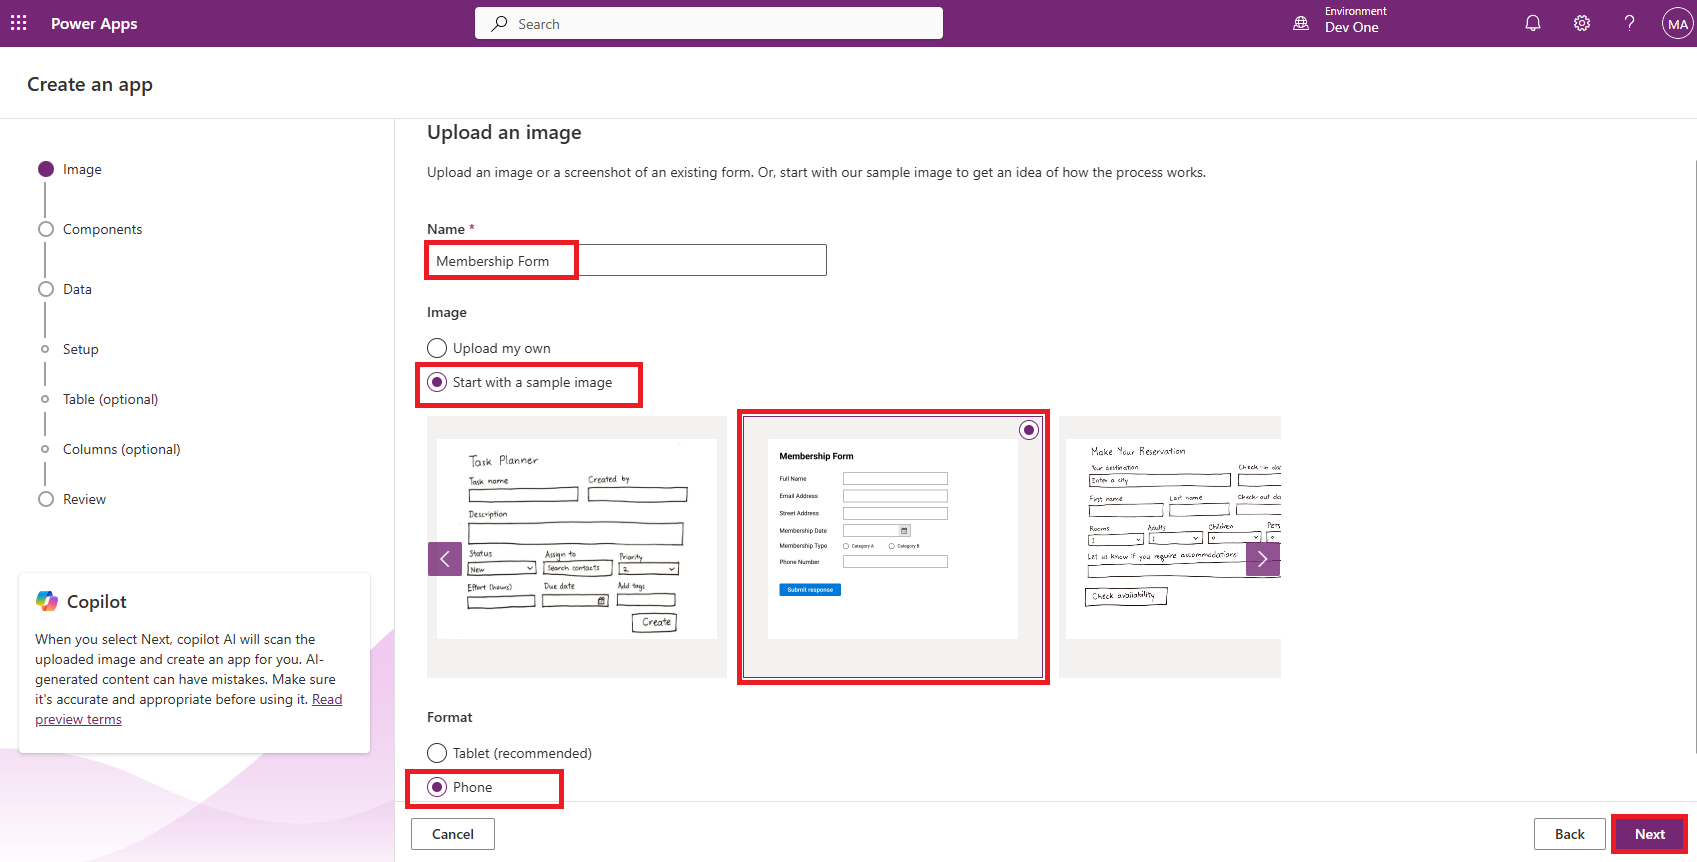 Power Apps
Search
Environment
Dev One
MA
Create an app
Image
Components
Data
Setup
Table (optional)
Columns (optional)
Review
Copilot
When you select Next, copilot AI will scan the
uploaded image and create an app for you. AI-
generated content can have mistakes. Make sure
it's accurate and appropriate before using it. Read
preview terms
Upload an image
Upload an image or a screenshot of an existing form. Or, start with our sample image to get an idea of how the process works.
Name *
Membership Form
Image
Upload my own
Start with a sample image
Task Planner
Task name Created by
Description
Status Assign to Priority
New Search contacts 2
Effort (hours) Due date Add tags
Create
Membership Form
Full Name
Email Address
Street Address
Membership Date
Membership Type Category A Category B
Phone Number
Submit response
Make Your Reservation
Your destination Check-in da
Enter a city
First name Last name Check-out da
Rooms Adults Children Pets
1 1 0 0
Let us know if you require accommodations:
Check availability
Format
Tablet (recommended)
Phone
Cancel
Back
Next